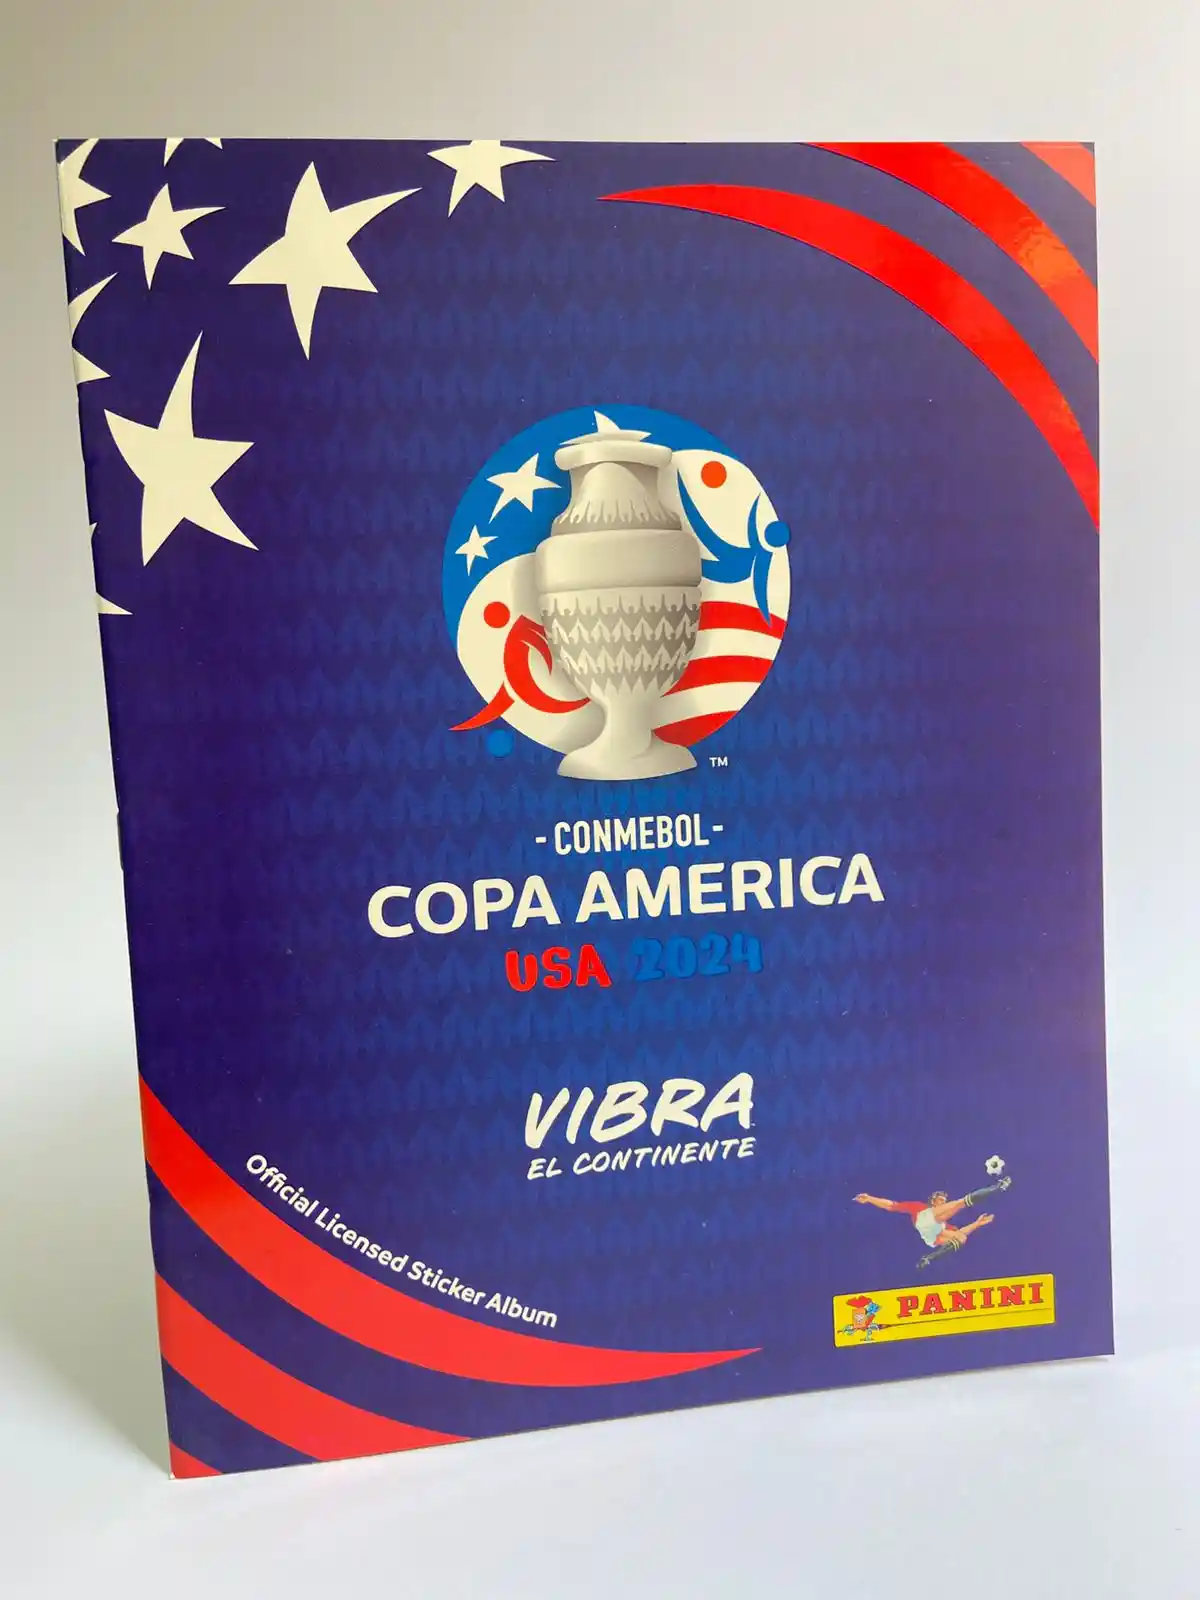 TM
- CONMEBOL -
COPA AMERICA
USA 2024
VIBRA
EL CONTINENTE
Official Licensed Sticker Album
PANINI